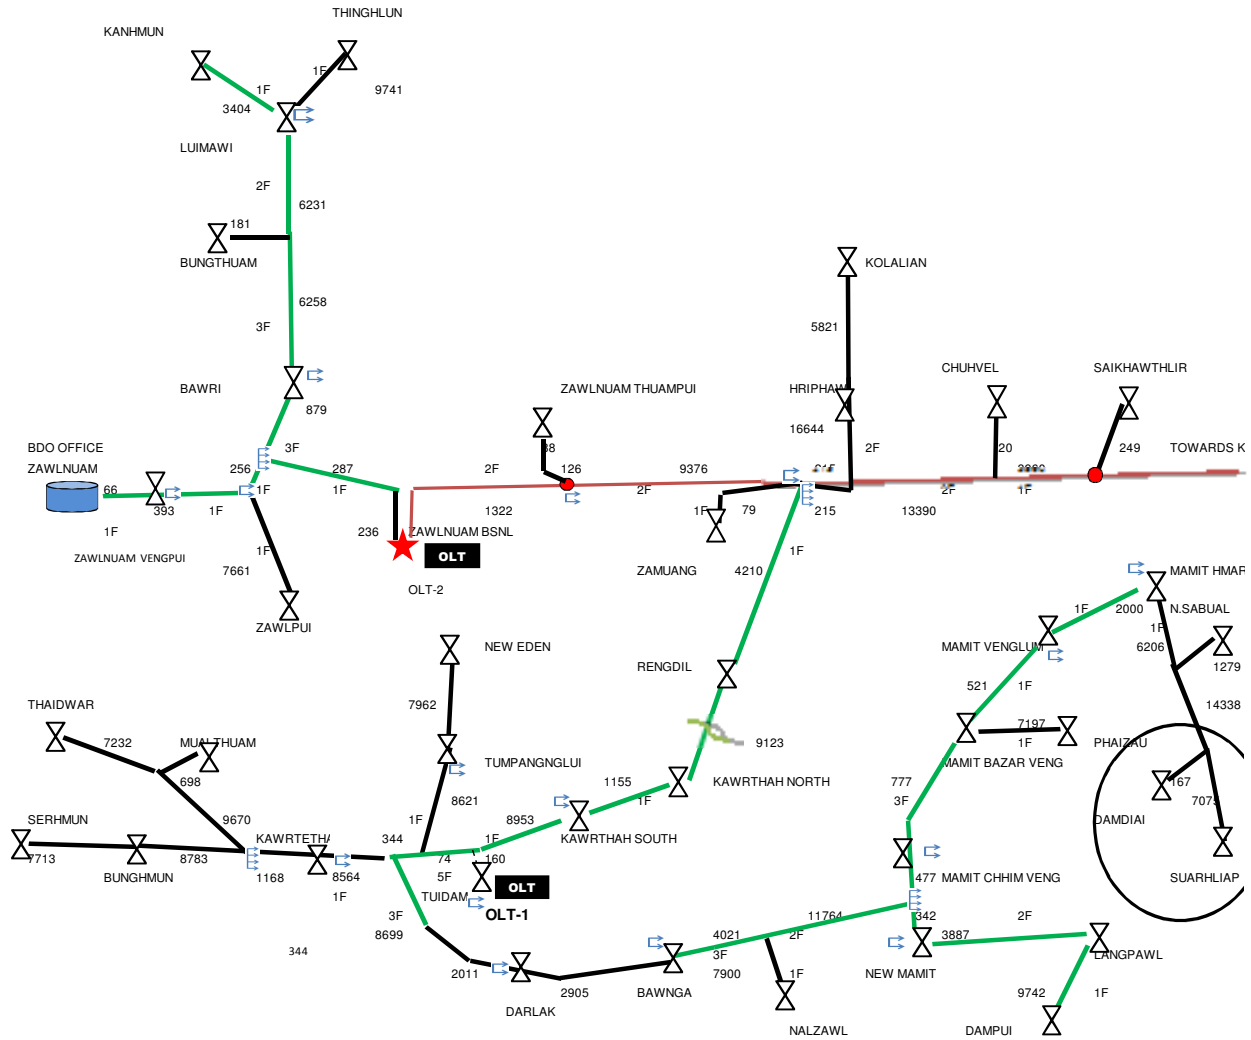 THINGHLUN
KANHMUN
1F
1F
9741
3404
LUIMAWI
2F
6231
181
BUNGTHUAM
KOLALIAN
6258
3F
5821
BAWRI
ZAWLNUAM THUAMPUI
HRIPHAW
CHUHVEL
SAIKHAWTHLIR
879
16644
BDO OFFICE
3F
2F
20
249
TOWARDS K
ZAWLNUAM
256
287
2F
126
9376
66
1F
1F
2F
2F
1F
393
1F
1322
1F
79
215
13390
1F
236
ZAWLNUAM BSNL
ZAWLNUAM VENGPUI
1F
OLT
1F
7661
ZAMUANG
4210
MAMIT HMAR
OLT-2
1F
2000
N.SABUAL
ZAWLPUI
1F
NEW EDEN
MAMIT VENGLUM
6206
RENGDIL
1279
521
1F
THAIDWAR
7962
14338
7232
MUALTHUAM
9123
7197
1F
PHAIZAU
TUMPANGNGLUI
MAMIT BAZAR VENG
698
1155
KAWRTHAH NORTH
777
167
8621
1F
3F
7075
SERHMUN
9670
1F
8953
DAMDIAI
KAWRTETHA
344
1F
KAWRTHAH SOUTH
7713
8783
74
160
BUNGHMUN
1168
8564
5F
OLT
477
MAMIT CHHIM VENG
SUARHLIAP
1F
TUIDAM
3F
OLT-1
11764
342
2F
8699
4021
2F
3887
344
3F
LANGPAWL
2011
7900
1F
NEW MAMIT
2905
BAWNGA
9742
1F
DARLAK
NALZAWL
DAMPUI